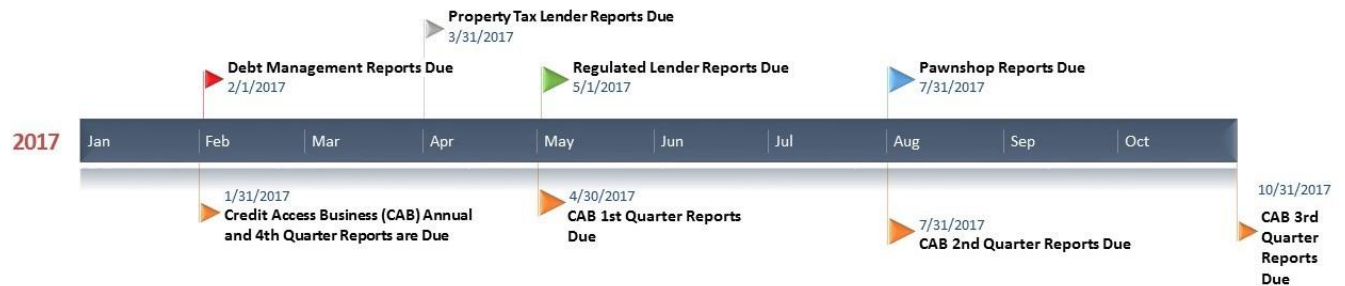 Property Tax Lender Reports Due
3/31/2017
Debt Management Reports Due
2/1/2017
Regulated Lender Reports Due
5/1/2017
Pawnshop Reports Due
7/31/2017
2017
Jan
Feb
Mar
Apr
May
Jun
Jul
Aug
Sep
Oct
1/31/2017
Credit Access Business (CAB) Annual
and 4th Quarter Reports are Due
4/30/2017
CAB 1st Quarter Reports
Due
7/31/2017
CAB 2nd Quarter Reports Due
10/31/2017
CAB 3rd
Quarter
Reports
Due